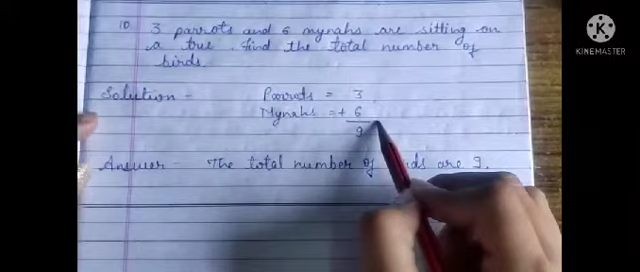 10. 3 parrots and 6 mynahs are sitting on
a tree. find the total number of
birds.
Solution - Parrots = 3
Mynahs = + 6
9
Answer - The total number of are 9.
K
KINEMASTER